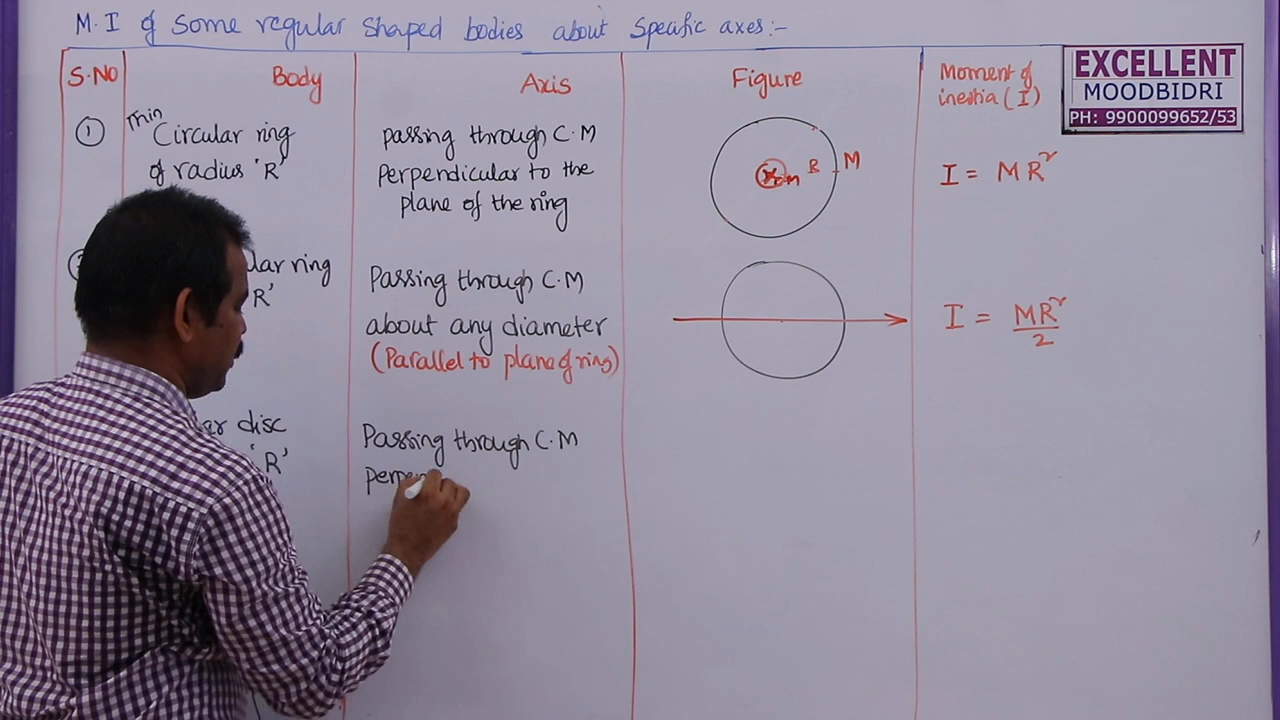 M.I of some regular shaped bodies about specific axes:-
S.No Body Axis Figure Moment of inertia (I)
EXCELLENT
MOODBIDRI
PH: 9900099652/53
1 Thin Circular ring of radius 'R'
passing through C.M
Perpendicular to the
plane of the ring
R M
CM
I = MR²
ring
R'
Passing through C.M
about any diameter
(Parallel to plane of ring)
I = MR²/2
disc
'R'
Passing through C.M